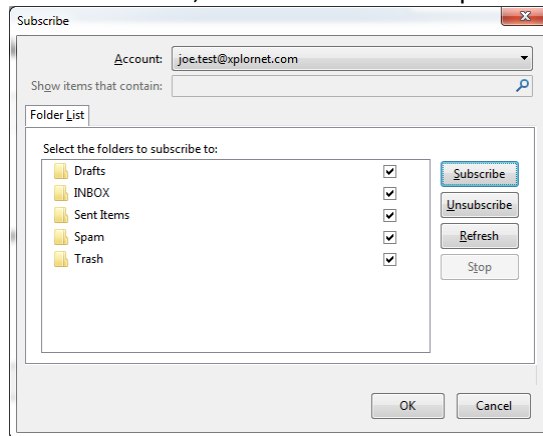 Subscribe
Account: joe.test@xplornet.com
Show items that contain:
Folder List
Select the folders to subscribe to:
Drafts
INBOX
Sent Items
Spam
Trash
Subscribe
Unsubscribe
Refresh
Stop
OK Cancel